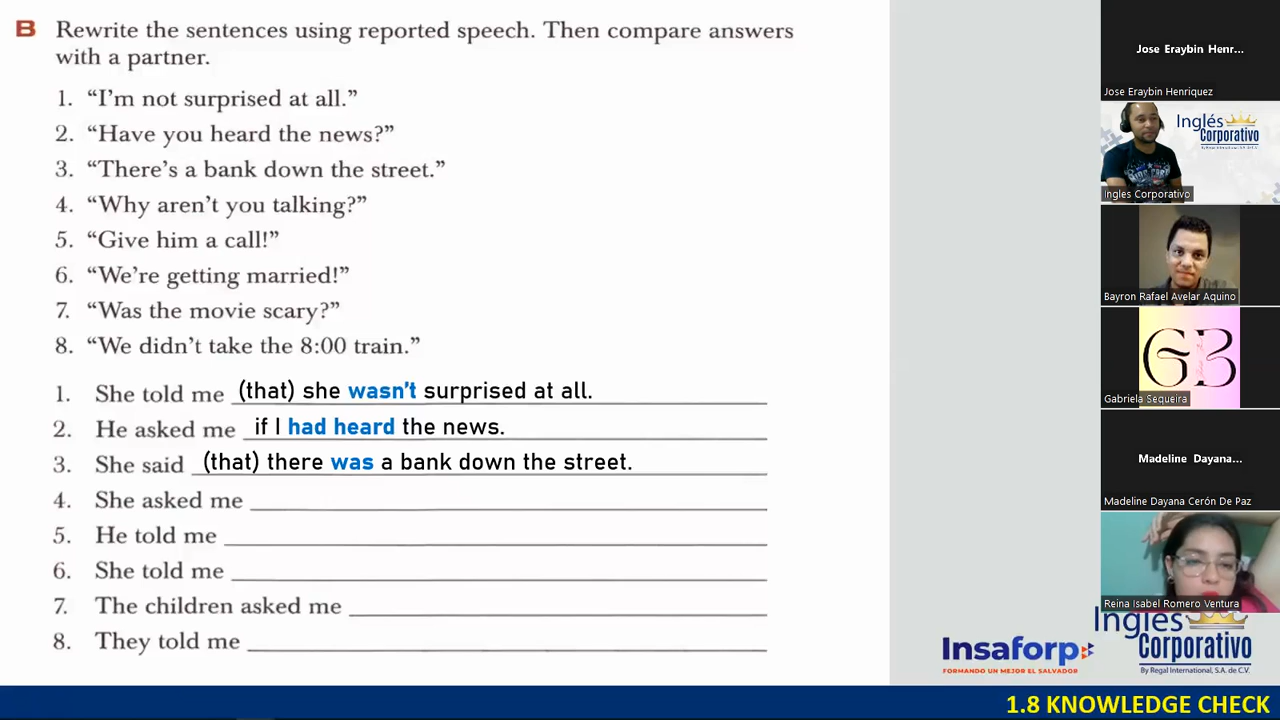 B Rewrite the sentences using reported speech. Then compare answers
with a partner.
1. “I’m not surprised at all.”
2. “Have you heard the news?”
3. “There’s a bank down the street.”
4. “Why aren’t you talking?”
5. “Give him a call!”
6. “We’re getting married!”
7. “Was the movie scary?”
8. “We didn’t take the 8:00 train.”
1. She told me (that) she wasn’t surprised at all.
2. He asked me if I had heard the news.
3. She said (that) there was a bank down the street.
4. She asked me
5. He told me
6. She told me
7. The children asked me
8. They told me
Jose Eraybin Henr...
Jose Eraybin Henriquez
Inglés
Corporativo
By Regal International, S.A. de C.V.
Ingles Corporativo
Bayron Rafael Avelar Aquino
GB
Gabriela Sequeira
Madeline Dayana...
Madeline Dayana Cerón De Paz
Reina Isabel Romero Ventura
Insaforp
FORMANDO UN MEJOR EL SALVADOR
Inglés
Corporativo
By Regal International, S.A. de C.V.
1.8 KNOWLEDGE CHECK